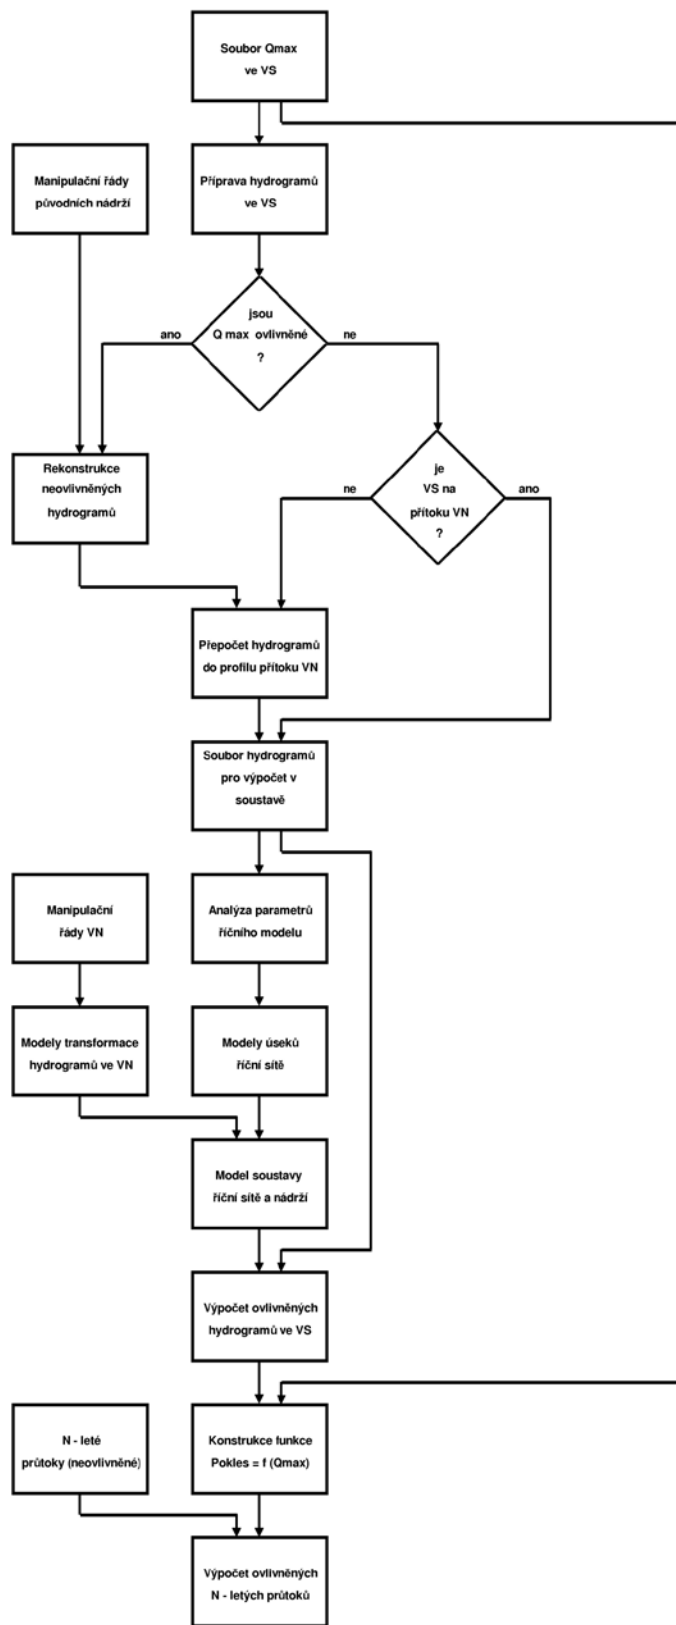 Soubor Qmax
ve VS
Manipulační řády
původních nádrží
Příprava hydrogramů
ve VS
jsou
Q max ovlivněné
?
ano
ne
Rekonstrukce
neovlivněných
hydrogramů
je
VS na
přítoku VN
?
ne
ano
Přepočet hydrogramů
do profilu přítoku VN
Soubor hydrogramů
pro výpočet v
soustavě
Manipulační
řády VN
Analýza parametrů
říčního modelu
Modely transformace
hydrogramů ve VN
Modely úseků
říční sítě
Model soustavy
říční sítě a nádrží
Výpočet ovlivněných
hydrogramů ve VS
N - leté
průtoky (neovlivněné)
Konstrukce funkce
Pokles = f (Qmax)
Výpočet ovlivněných
N - letých průtoků